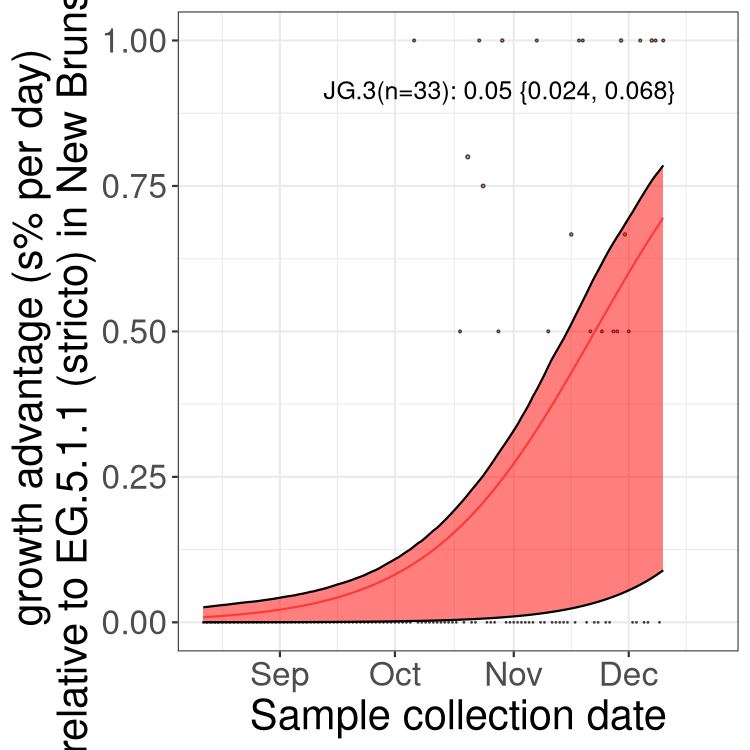 growth advantage (s% per day)
relative to EG.5.1.1 (stricto) in New Bruns
1.00
0.75
0.50
0.25
0.00
JG.3(n=33): 0.05 {0.024, 0.068}
Sep Oct Nov Dec
Sample collection date